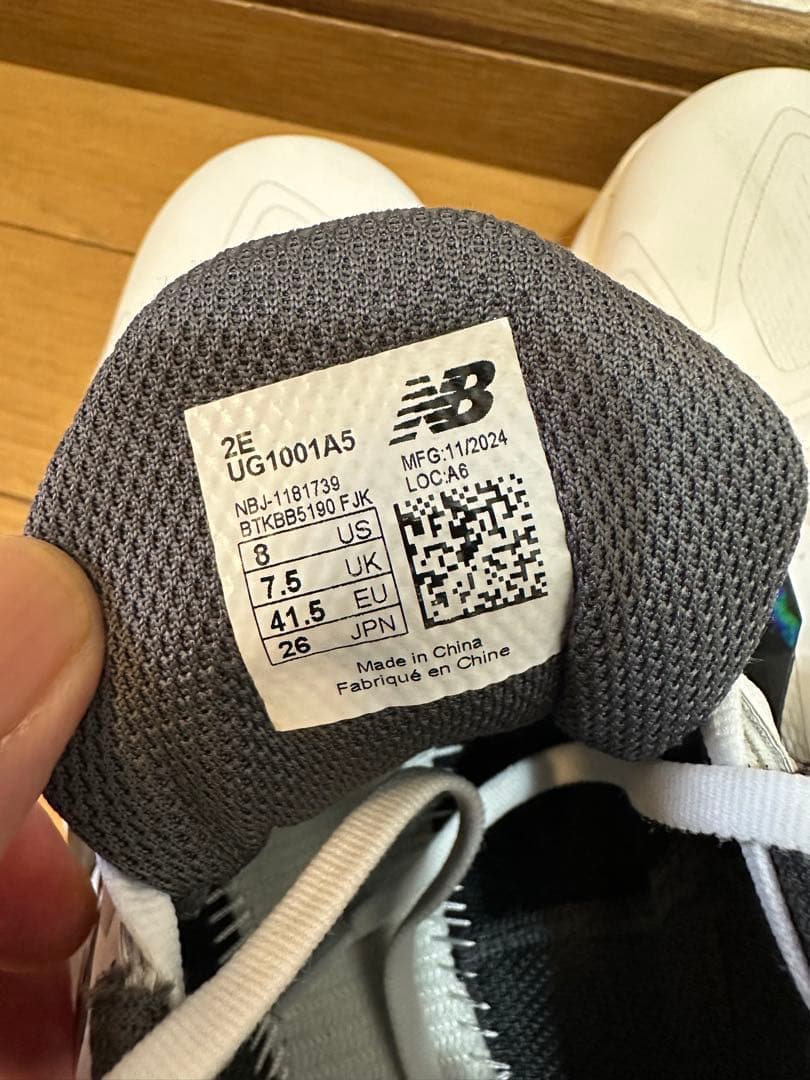 2E
UG1001A5
NBJ-1181739
BTKBB5190 FJK
8 US
7.5 UK
41.5 EU
26 JPN
NB
MFG:11/2024
LOC:A6
Made in China
Fabriqué en Chine